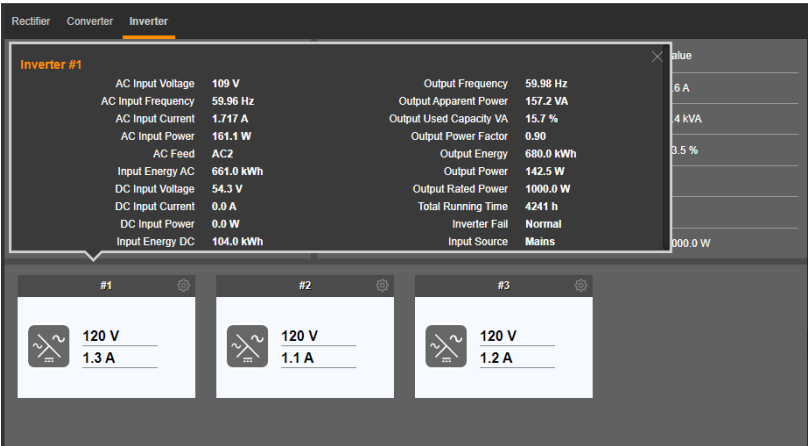 Rectifier Converter Inverter
Inverter #1
AC Input Voltage 109 V Output Frequency 59.98 Hz
AC Input Frequency 59.96 Hz Output Apparent Power 157.2 VA
AC Input Current 1.717 A Output Used Capacity VA 15.7 %
AC Input Power 161.1 W Output Power Factor 0.90
AC Feed AC2 Output Energy 680.0 kWh
Input Energy AC 661.0 kWh Output Power 142.5 W
DC Input Voltage 54.3 V Output Rated Power 1000.0 W
DC Input Current 0.0 A Total Running Time 4241 h
DC Input Power 0.0 W Inverter Fail Normal
Input Energy DC 104.0 kWh Input Source Mains
alue
.6 A
.4 kVA
3.5 %
000.0 W
#1 #2 #3
120 V 120 V 120 V
1.3 A 1.1 A 1.2 A